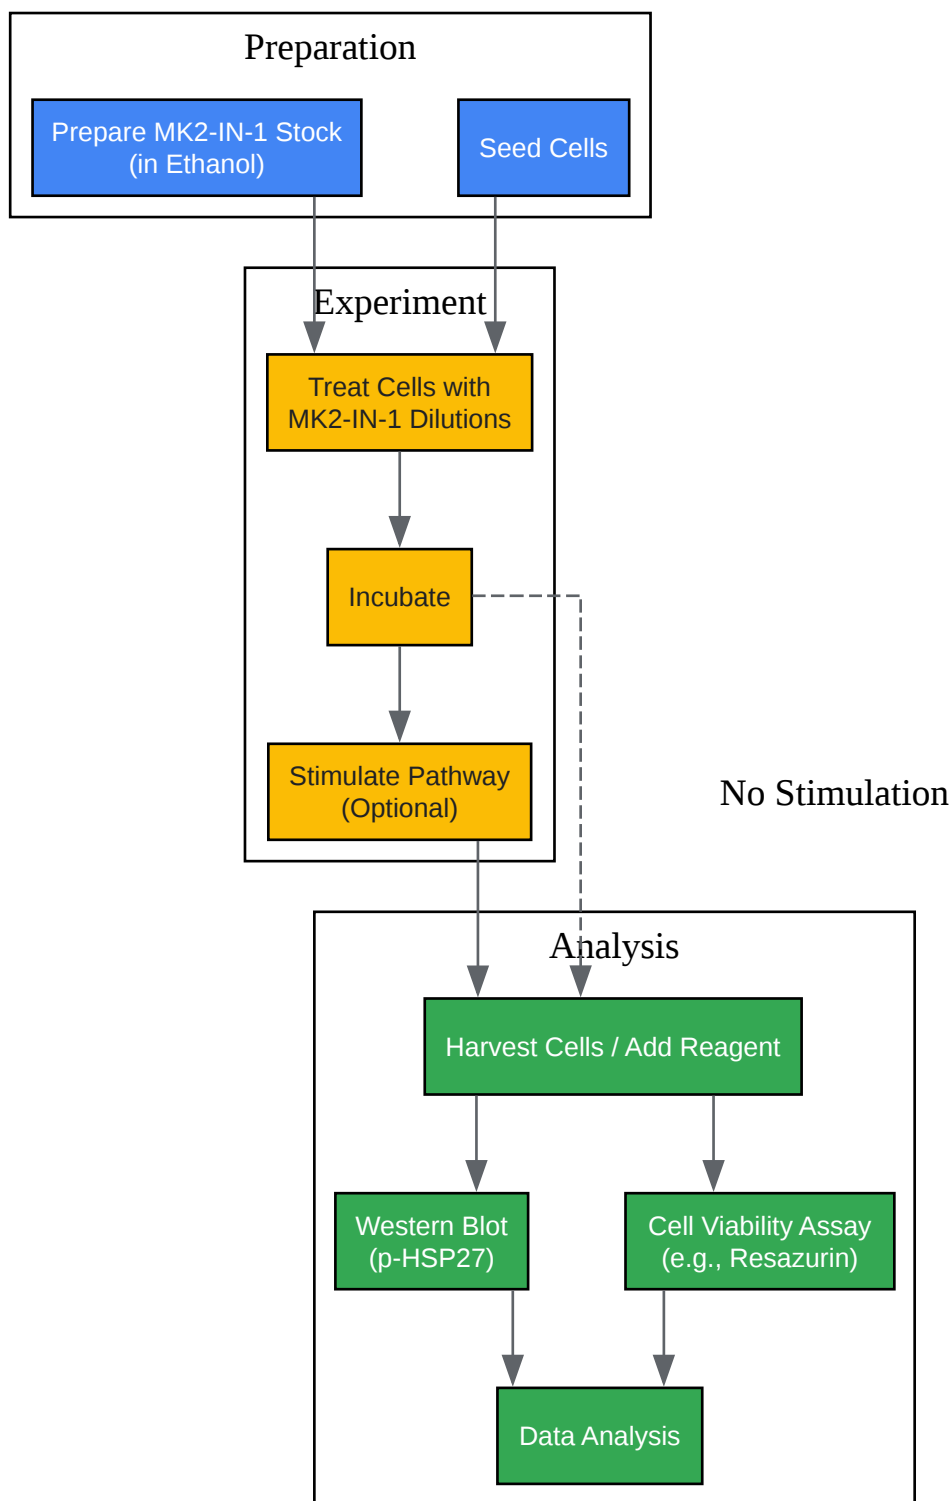 Preparation
Prepare MK2-IN-1 Stock
(in Ethanol)
Seed Cells
Experiment
Treat Cells with
MK2-IN-1 Dilutions
Incubate
Stimulate Pathway
(Optional)
No Stimulation
Analysis
Harvest Cells / Add Reagent
Western Blot
(p-HSP27)
Cell Viability Assay
(e.g., Resazurin)
Data Analysis